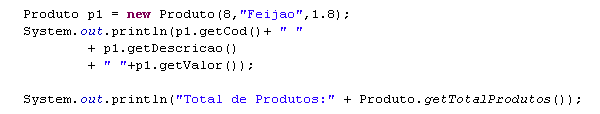 Produto p1 = new Produto(8,"Feijao",1.8);
System.out.println(p1.getCod()+ " "
+ p1.getDescricao()
+ " "+p1.getValor());
System.out.println("Total de Produtos:" + Produto.getTotalProdutos());